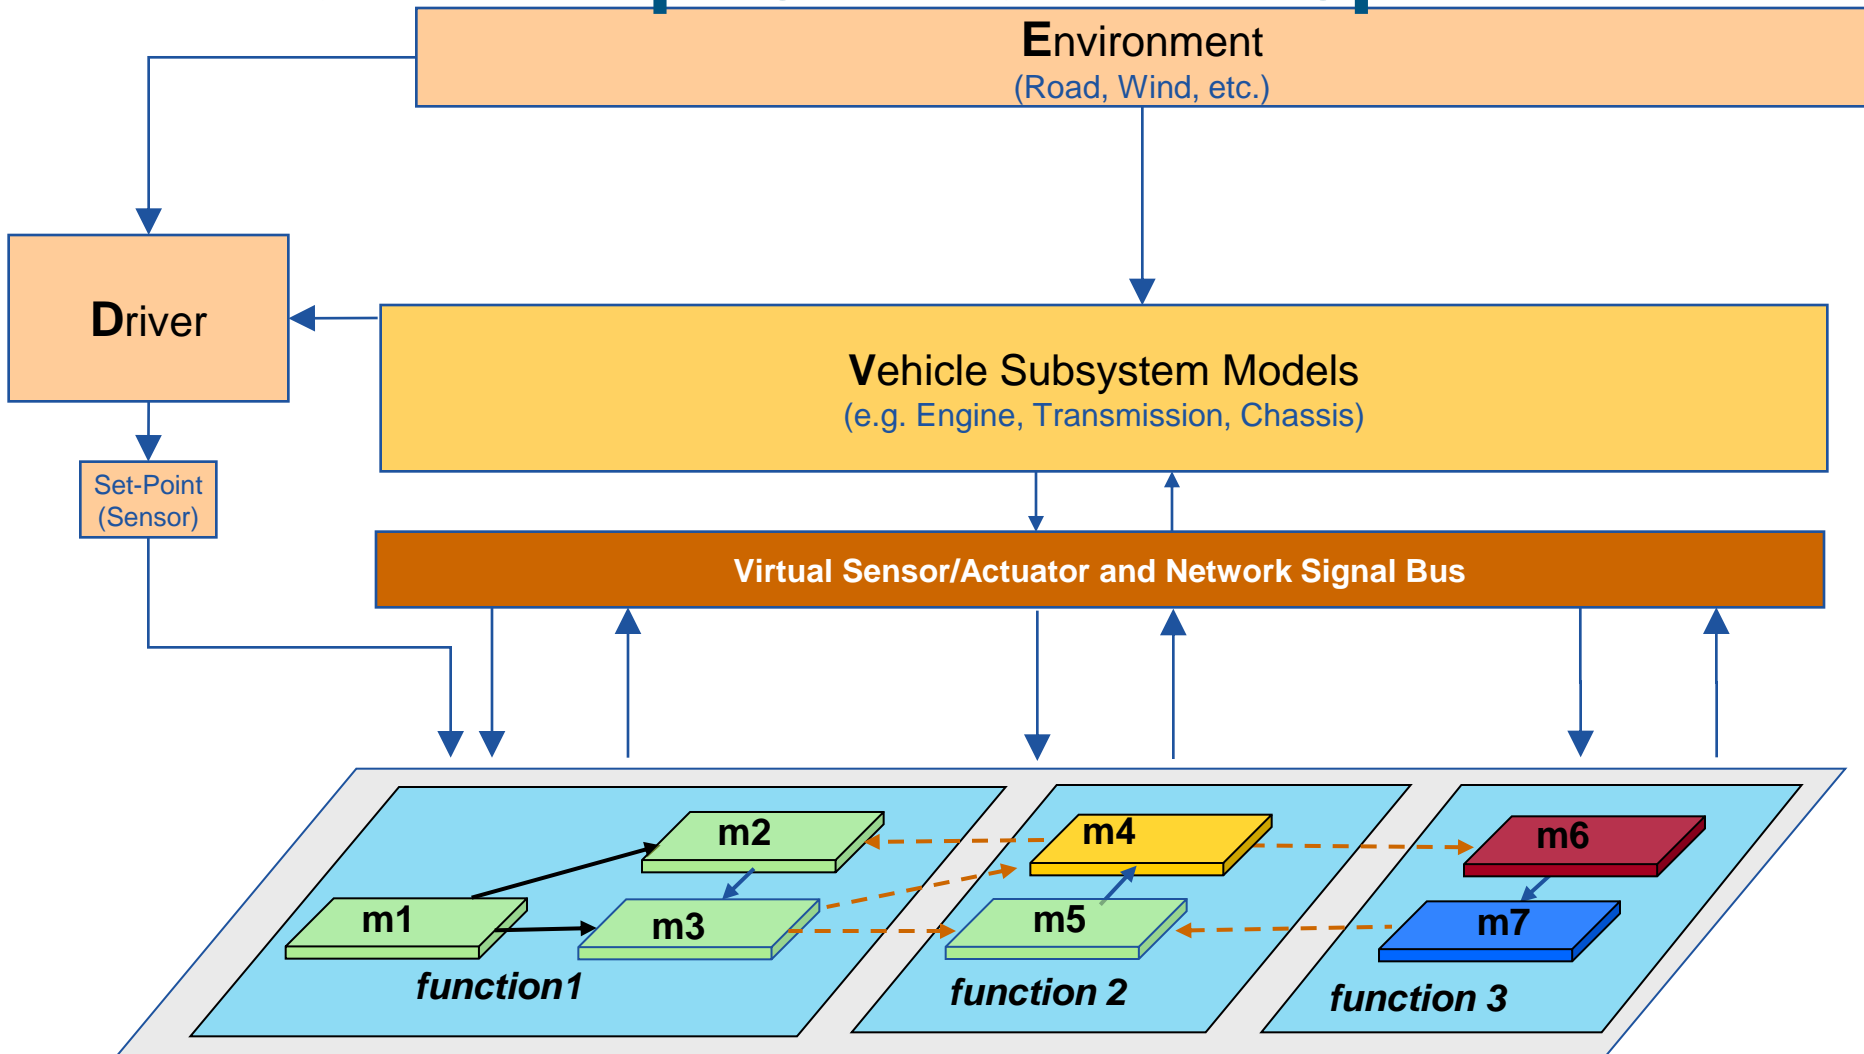 Environment
(Road, Wind, etc.)
Driver
Vehicle Subsystem Models
(e.g. Engine, Transmission, Chassis)
Set-Point
(Sensor)
Virtual Sensor/Actuator and Network Signal Bus
m2
m4
m6
m1
m3
m5
m7
function1
function 2
function 3